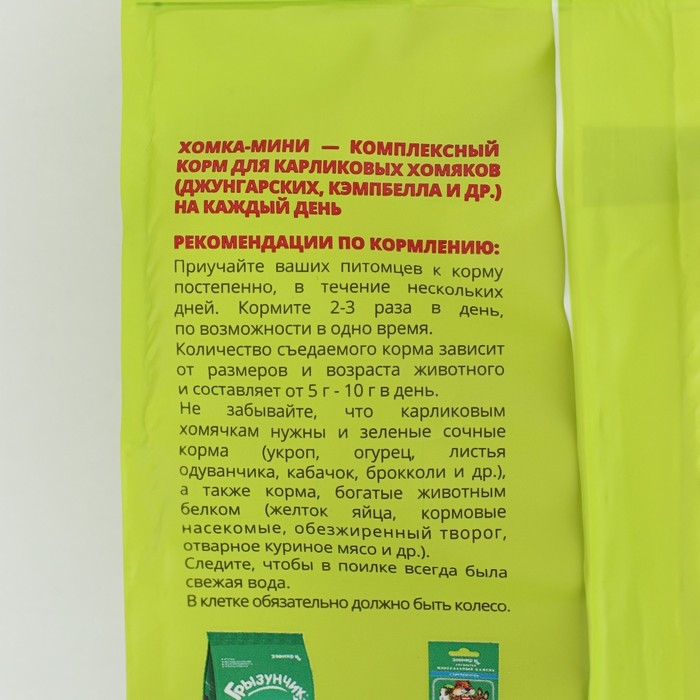 ХОМКА-МИНИ — КОМПЛЕКСНЫЙ
КОРМ ДЛЯ КАРЛИКОВЫХ ХОМЯКОВ
(ДЖУНГАРСКИХ, КЭМПБЕЛЛА И ДР.)
НА КАЖДЫЙ ДЕНЬ
РЕКОМЕНДАЦИИ ПО КОРМЛЕНИЮ:
Приучайте ваших питомцев к корму
постепенно, в течение нескольких
дней. Кормите 2-3 раза в день,
по возможности в одно время.
Количество съедаемого корма зависит
от размеров и возраста животного
и составляет от 5 г - 10 г в день.
Не забывайте, что карликовым
хомячкам нужны и зеленые сочные
корма (укроп, огурец, листья
одуванчика, кабачок, брокколи и др.),
а также корма, богатые животным
белком (желток яйца, кормовые
насекомые, обезжиренный творог,
отварное куриное мясо и др.).
Следите, чтобы в поилке всегда была
свежая вода.
В клетке обязательно должно быть колесо.
ГРЫЗУНЧИК